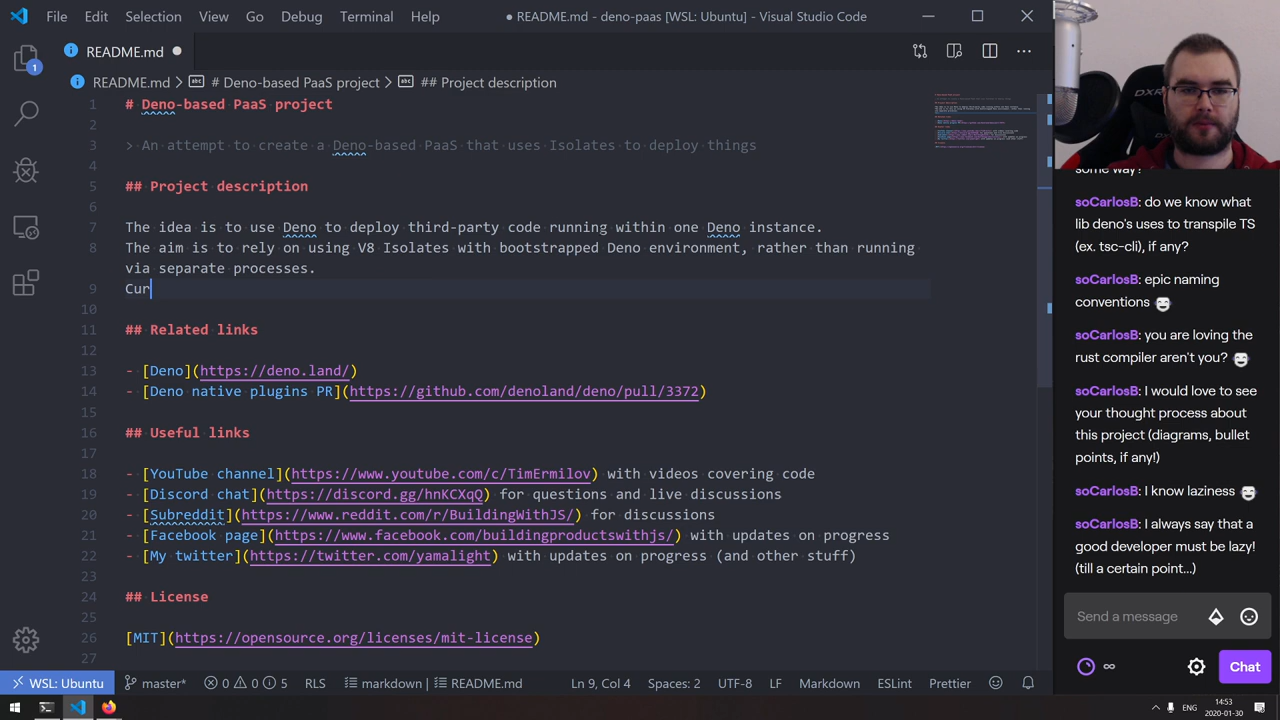 File Edit Selection View Go Debug Terminal Help ● README.md - deno-paas [WSL: Ubuntu] - Visual Studio Code
README.md
README.md > # Deno-based PaaS project > ## Project description
1 # Deno-based PaaS project
2
3 > An attempt to create a Deno-based PaaS that uses Isolates to deploy things
4
5 ## Project description
6
7 The idea is to use Deno to deploy third-party code running within one Deno instance.
8 The aim is to rely on using V8 Isolates with bootstrapped Deno environment, rather than running
via separate processes.
9 Cur
10
11 ## Related links
12
13 - [Deno](https://deno.land/)
14 - [Deno native plugins PR](https://github.com/denoland/deno/pull/3372)
15
16 ## Useful links
17
18 - [YouTube channel](https://www.youtube.com/c/TimErmilov) with videos covering code
19 - [Discord chat](https://discord.gg/hnKCXqQ) for questions and live discussions
20 - [Subreddit](https://www.reddit.com/r/BuildingWithJS/) for discussions
21 - [Facebook page](https://www.facebook.com/buildingproductswithjs/) with updates on progress
22 - [My twitter](https://twitter.com/yamalight) with updates on progress (and other stuff)
23
24 ## License
25
26 [MIT](https://opensource.org/licenses/mit-license)
27
1
WSL: Ubuntu master* 0 0 5 RLS markdown | README.md Ln 9, Col 4 Spaces: 2 UTF-8 LF Markdown ESLint Prettier
DXR
some way?
soCarlosB: do we know what
lib deno's uses to transpile TS
(ex. tsc-cli), if any?
soCarlosB: epic naming
conventions
soCarlosB: you are loving the
rust compiler aren't you?
soCarlosB: I would love to see
your thought process about
this project (diagrams, bullet
points, if any!)
soCarlosB: I know laziness
soCarlosB: I always say that a
good developer must be lazy!
(till a certain point...)
Send a message
Chat
ENG 14:53
2020-01-30